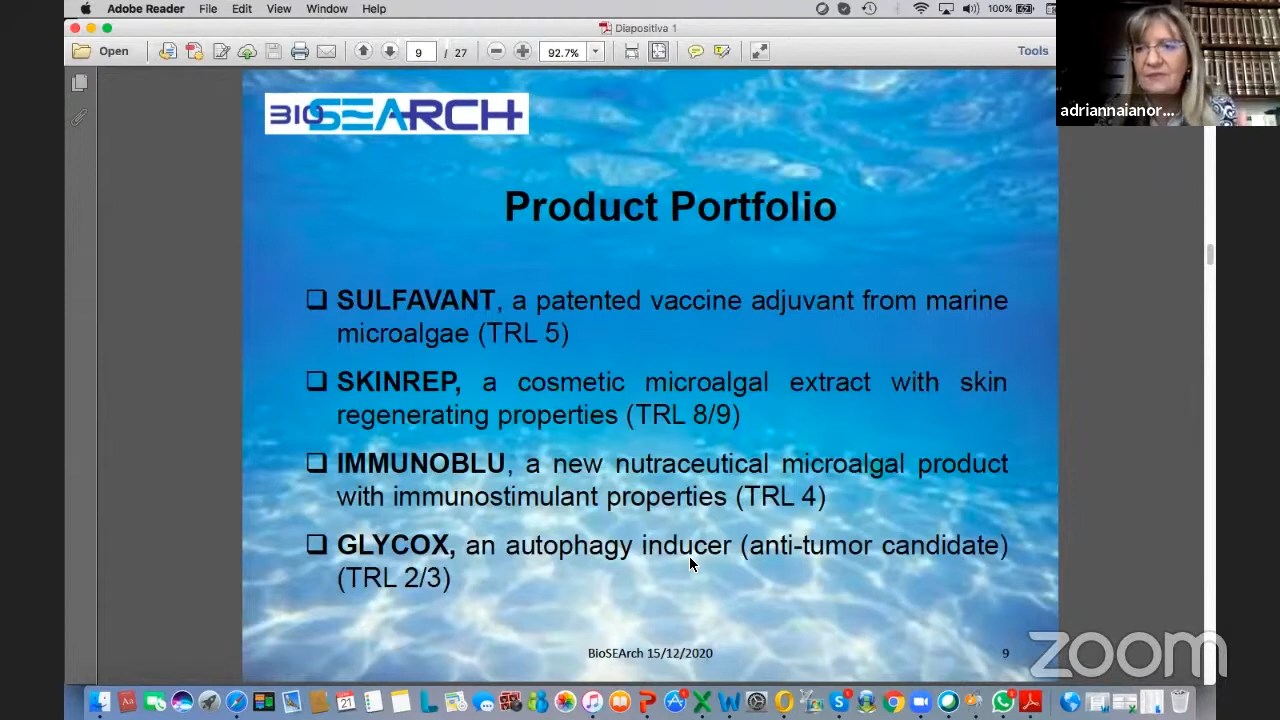 Adobe Reader File Edit View Window Help 100%
Diapositiva 1
Open 9 / 27 92.7% Tools
adriannaianor...
BIOSEARCH
Product Portfolio
❑ SULFAVANT, a patented vaccine adjuvant from marine
microalgae (TRL 5)
❑ SKINREP, a cosmetic microalgal extract with skin
regenerating properties (TRL 8/9)
❑ IMMUNOBLU, a new nutraceutical microalgal product
with immunostimulant properties (TRL 4)
❑ GLYCOX, an autophagy inducer (anti-tumor candidate)
(TRL 2/3)
BioSEArch 15/12/2020 9
zoom